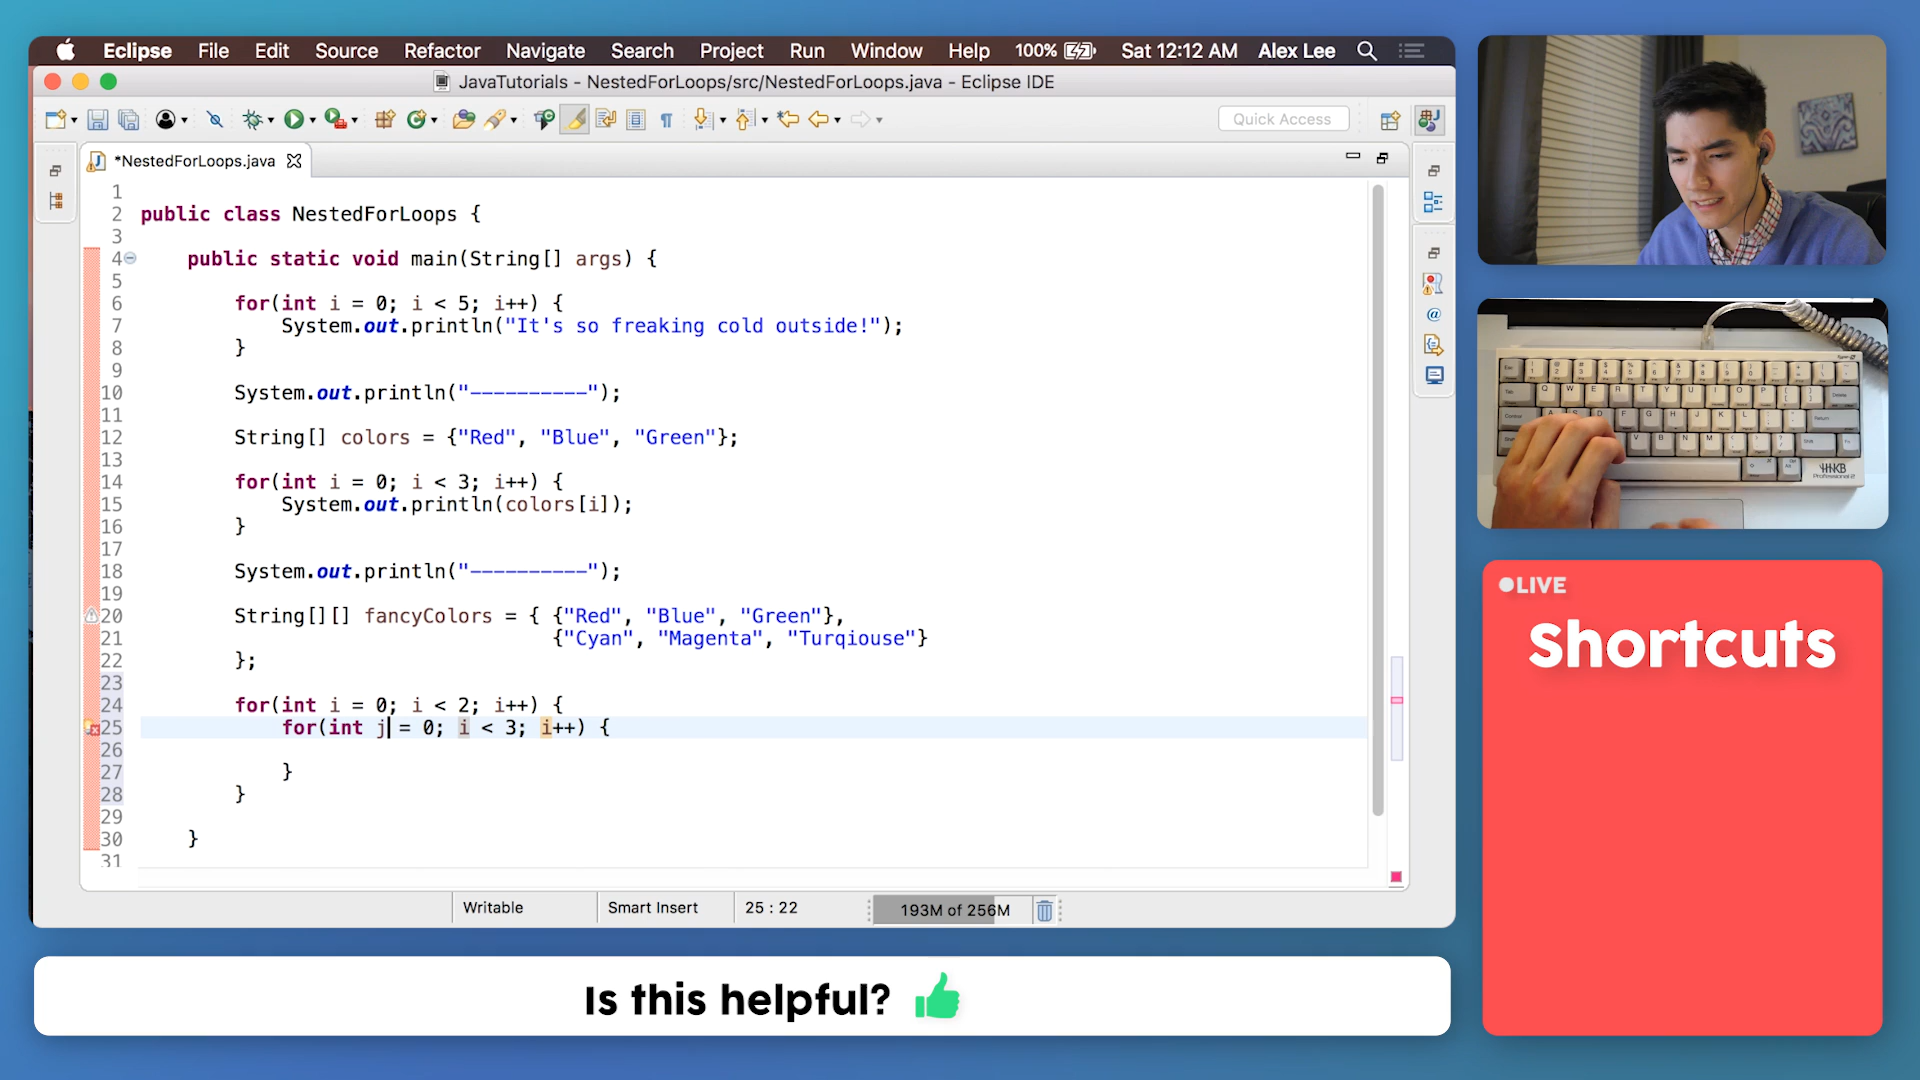 Eclipse File Edit Source Refactor Navigate Search Project Run Window Help 100% Sat 12:12 AM Alex Lee
JavaTutorials - NestedForLoops/src/NestedForLoops.java - Eclipse IDE
Quick Access
*NestedForLoops.java
1
2 public class NestedForLoops {
3
4 public static void main(String[] args) {
5
6 for(int i = 0; i < 5; i++) {
7 System.out.println("It's so freaking cold outside!");
8 }
9
10 System.out.println("----------");
11
12 String[] colors = {"Red", "Blue", "Green"};
13
14 for(int i = 0; i < 3; i++) {
15 System.out.println(colors[i]);
16 }
17
18 System.out.println("----------");
19
20 String[][] fancyColors = { {"Red", "Blue", "Green"},
21 {"Cyan", "Magenta", "Turqiouse"}
22 };
23
24 for(int i = 0; i < 2; i++) {
25 for(int j = 0; i < 3; i++) {
26
27 }
28 }
29
30 }
31
Writable Smart Insert 25 : 22 193M of 256M
Is this helpful?
LIVE
Shortcuts
HHKB
Professional 2